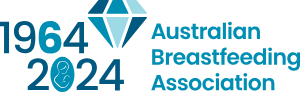 1964
2024
Australian
Breastfeeding
Association